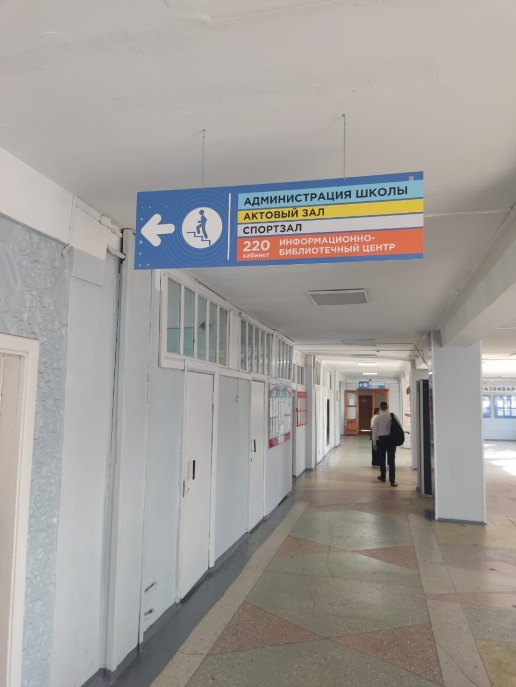 АДМИНИСТРАЦИЯ ШКОЛЫ
АКТОВЫЙ ЗАЛ
СПОРТЗАЛ
220 ИНФОРМАЦИОННО-
кабинет БИБЛИОТЕЧНЫЙ ЦЕНТР